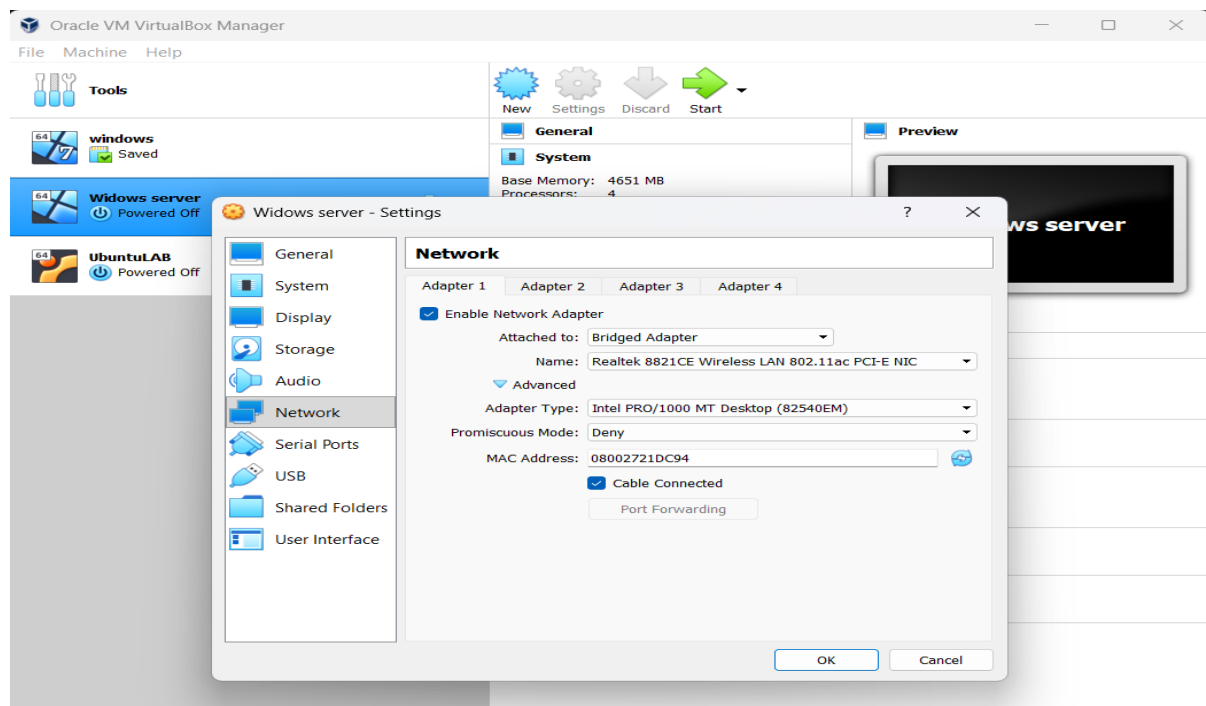 Oracle VM VirtualBox Manager
File Machine Help
Tools
New Settings Discard Start
64 windows
Saved
64 Widows server
Powered Off
64 UbuntuLAB
Powered Off
General
System
Base Memory: 4651 MB
Processors: 4
Preview
ws server
Widows server - Settings ?
General
System
Display
Storage
Audio
Network
Serial Ports
USB
Shared Folders
User Interface
Network
Adapter 1 Adapter 2 Adapter 3 Adapter 4
Enable Network Adapter
Attached to: Bridged Adapter
Name: Realtek 8821CE Wireless LAN 802.11ac PCI-E NIC
Advanced
Adapter Type: Intel PRO/1000 MT Desktop (82540EM)
Promiscuous Mode: Deny
MAC Address: 08002721DC94
Cable Connected
Port Forwarding
OK Cancel